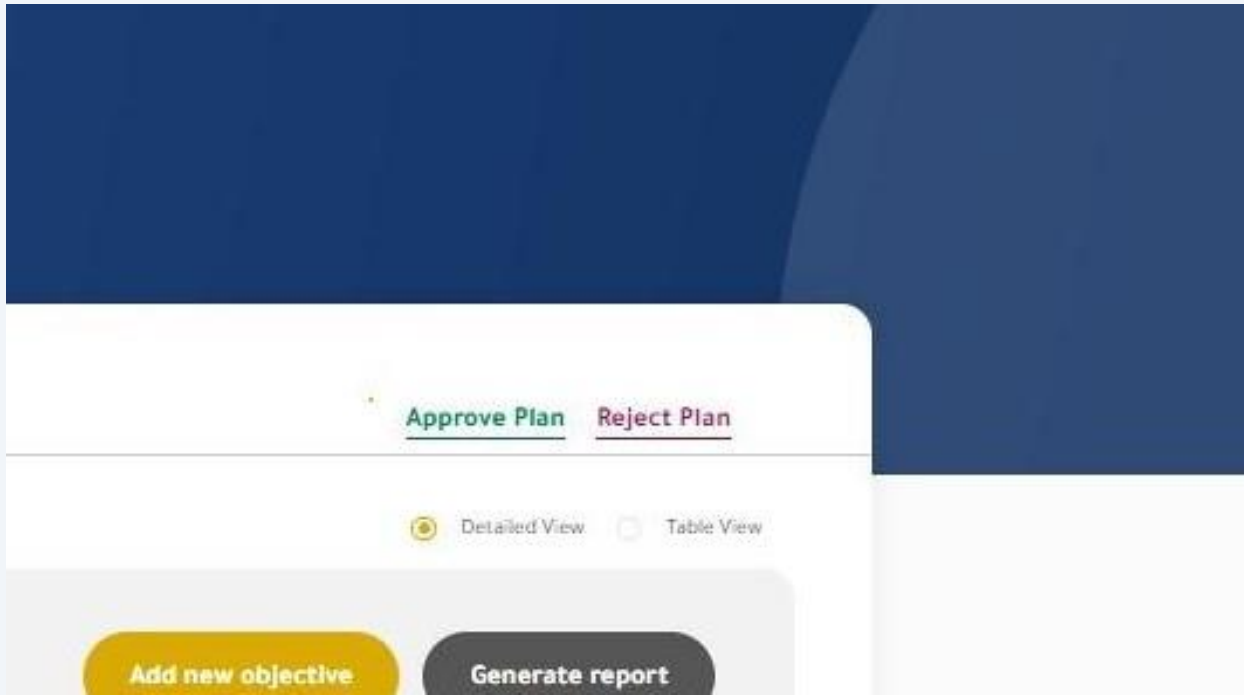 Approve Plan Reject Plan
Detailed View Table View
Add new objective Generate report